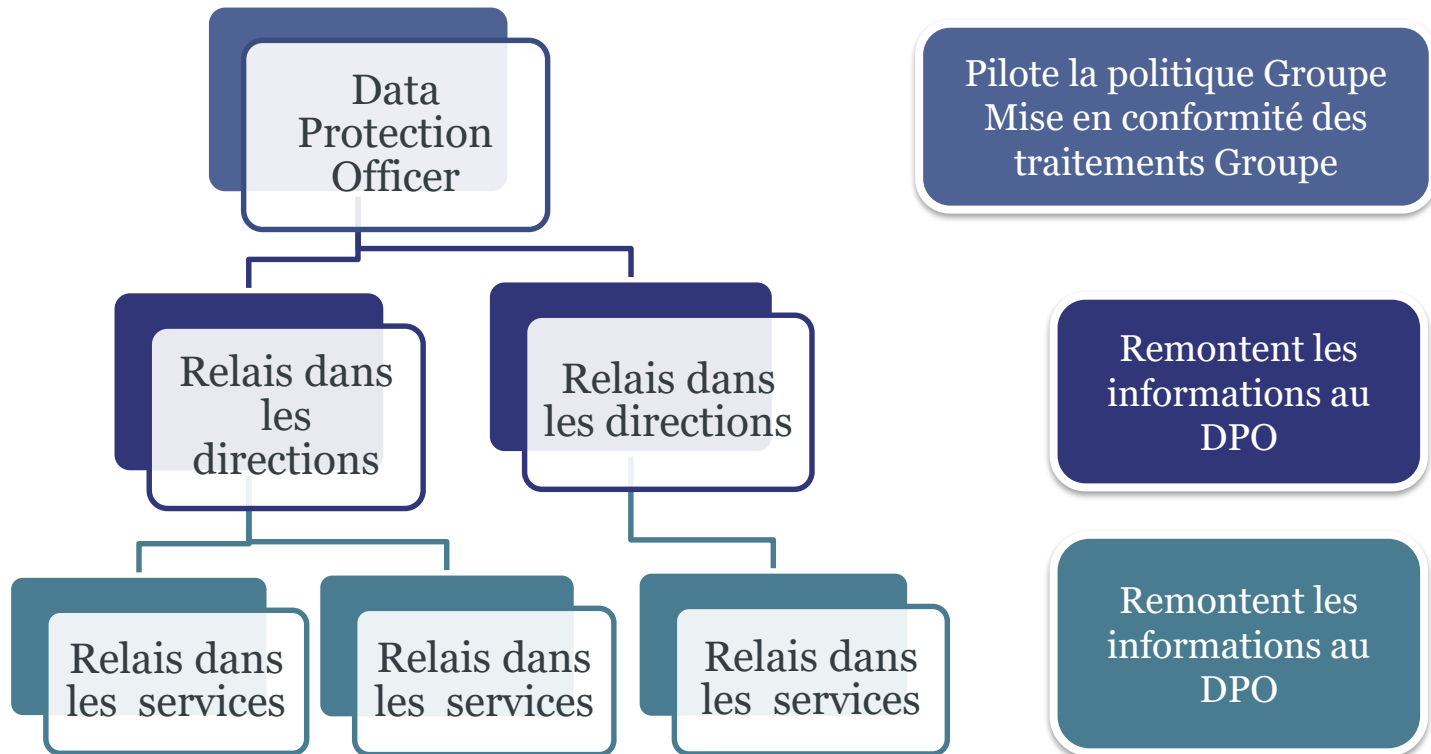 Data
Protection
Officer
Pilote la politique Groupe
Mise en conformité des
traitements Groupe
Relais dans
les
directions
Relais dans
les directions
Remontent les
informations au
DPO
Relais dans
les services
Relais dans
les services
Relais dans
les services
Remontent les
informations au
DPO